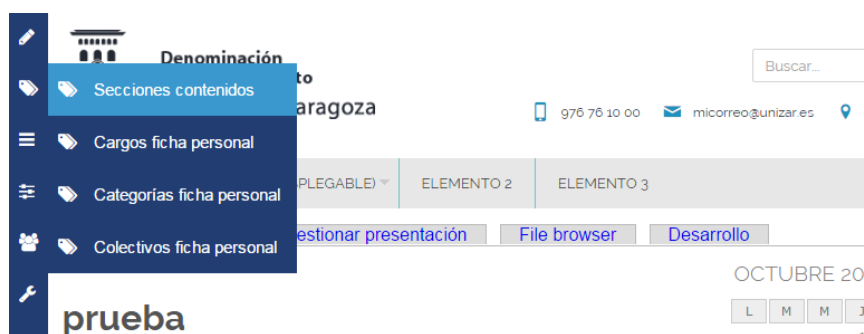 Denominación
to
aragoza
Buscar...
976 76 10 00
micorreo@unizar.es
Secciones contenidos
Cargos ficha personal
Categorías ficha personal
Colectivos ficha personal
SPLEGABLE)
ELEMENTO 2
ELEMENTO 3
estionar presentación
File browser
Desarrollo
OCTUBRE 20
L M M J
prueba